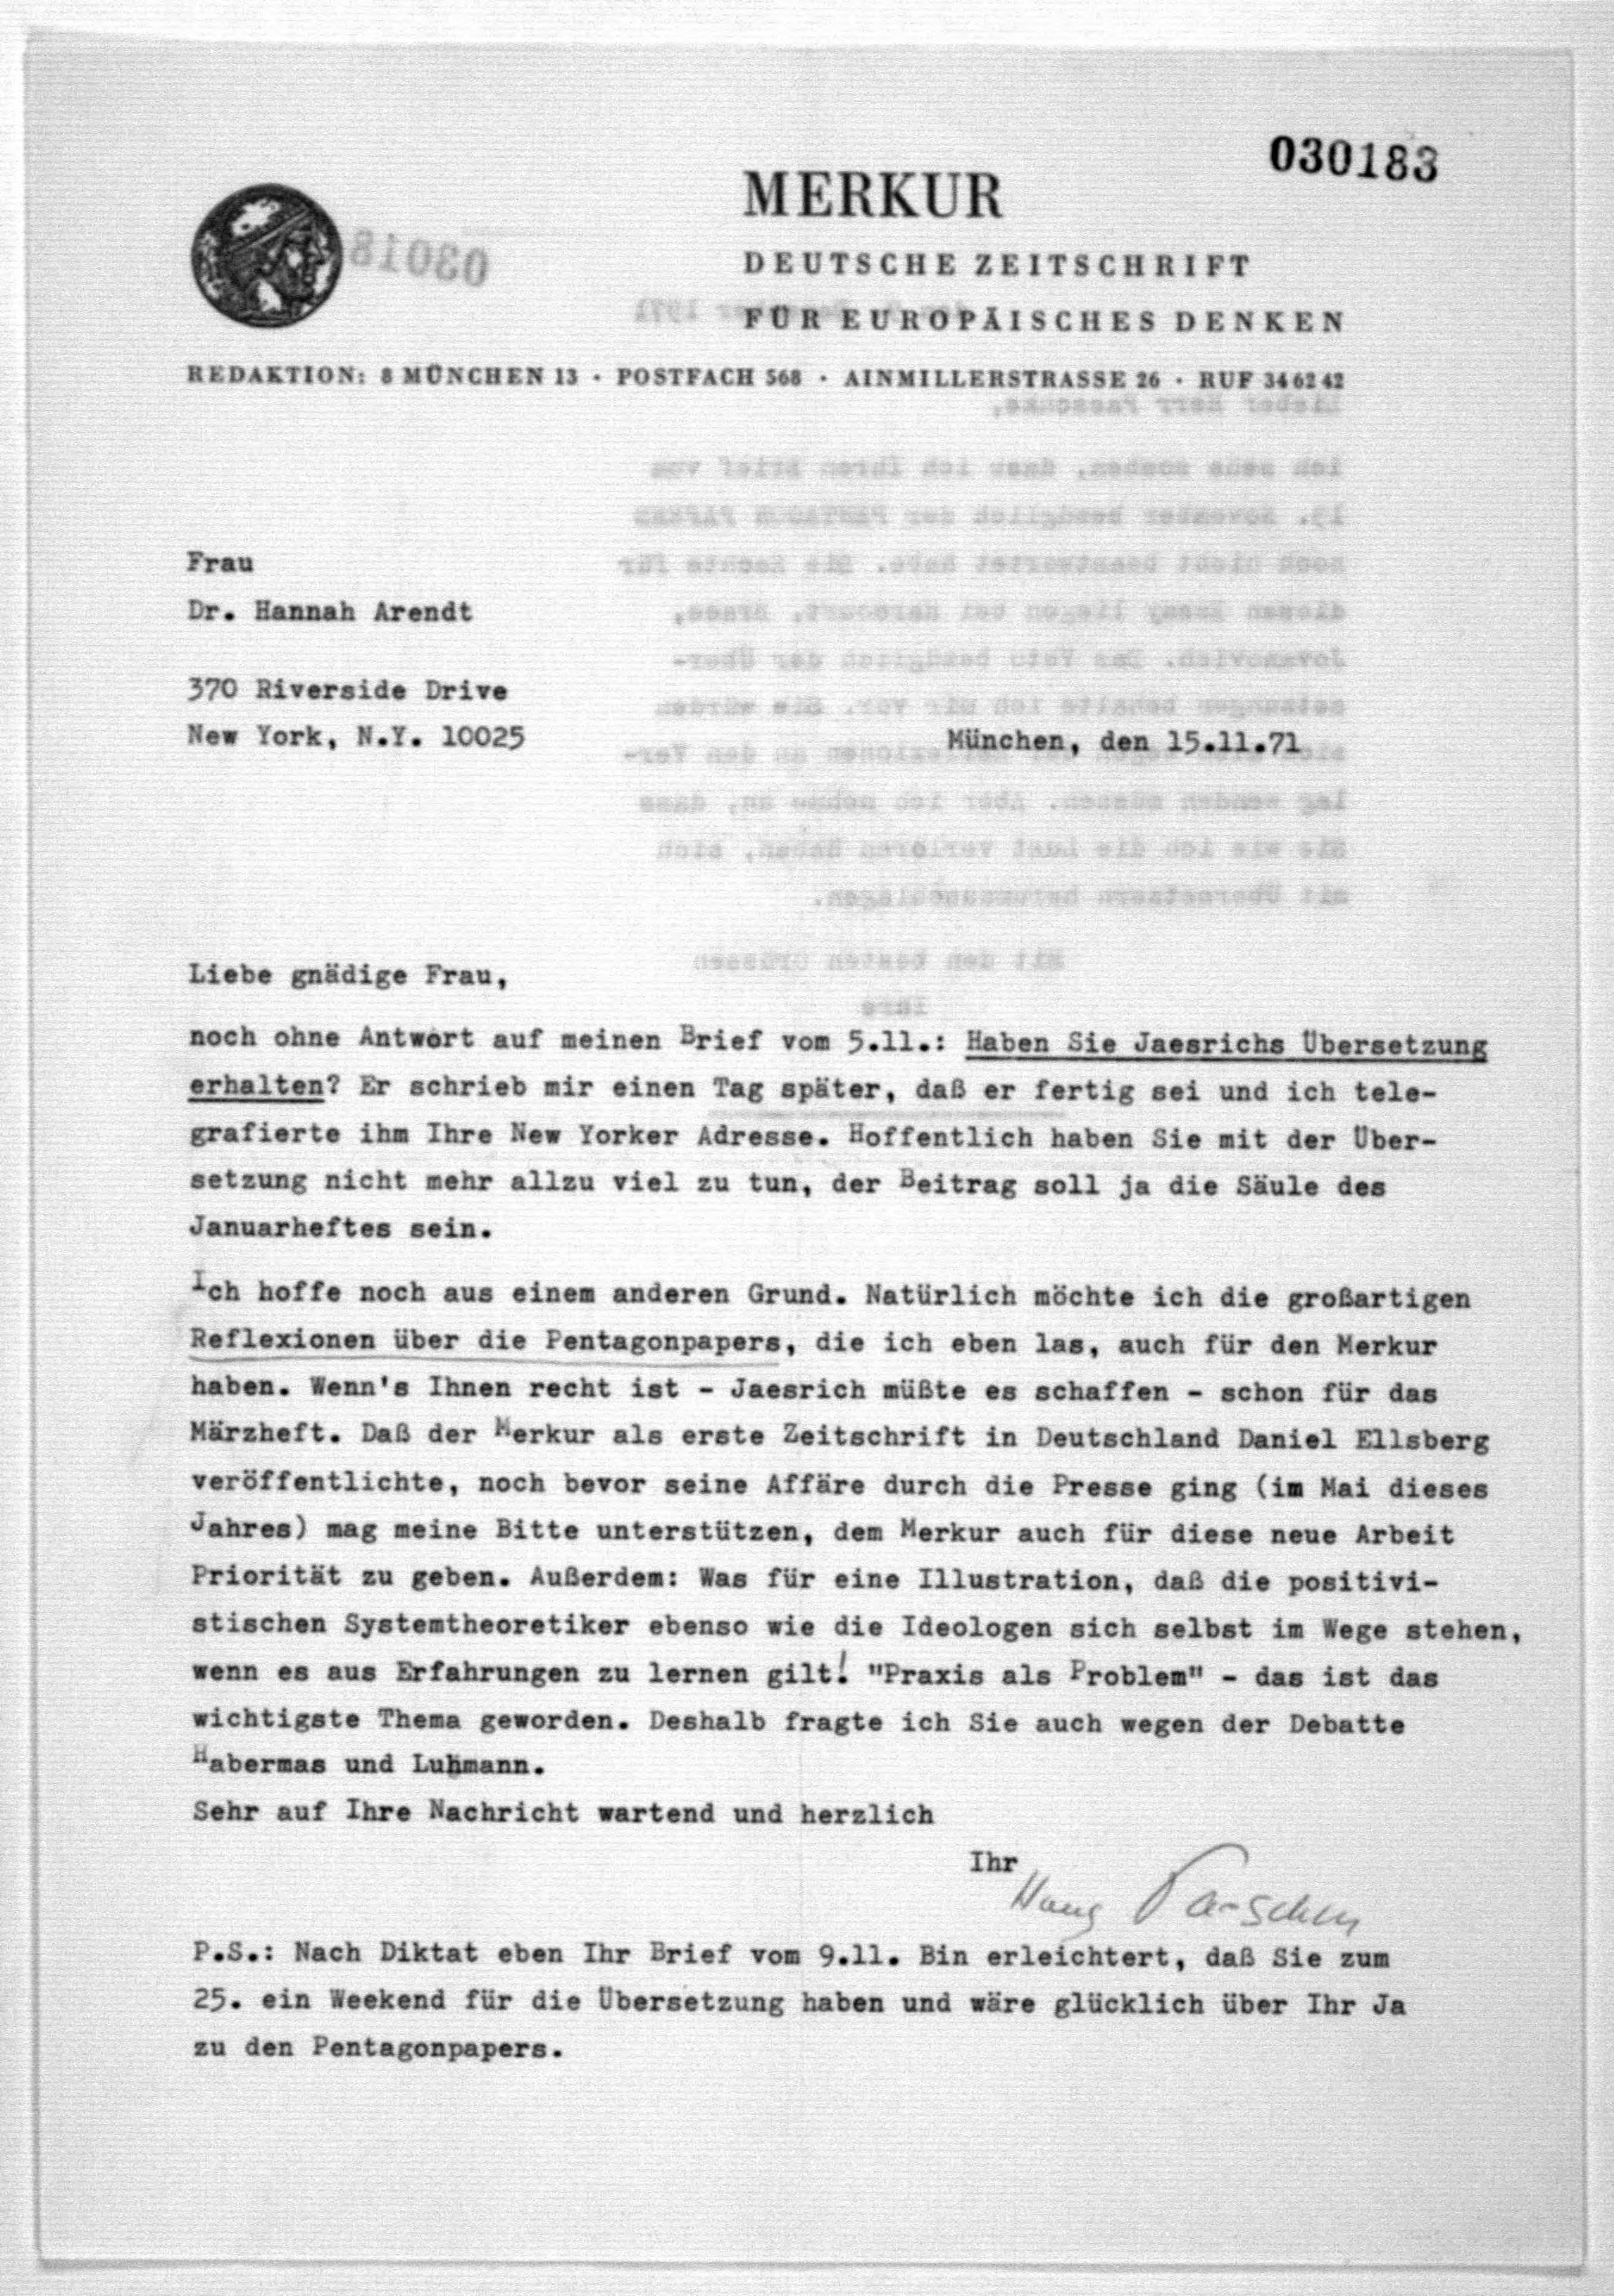 030183
MERKUR
DEUTSCHE ZEITSCHRIFT
FÜR EUROPÄISCHES DENKEN
REDAKTION: 8 MÜNCHEN 13 · POSTFACH 568 · AINMILLERSTRASSE 26 · RUF 34 62 42
Frau
Dr. Hannah Arendt
370 Riverside Drive
New York, N.Y. 10025
München, den 15.11.71
Liebe gnädige Frau,
noch ohne Antwort auf meinen Brief vom 5.11.: Haben Sie Jaesrichs Übersetzung
erhalten? Er schrieb mir einen Tag später, daß er fertig sei und ich tele-
grafierte ihm Ihre New Yorker Adresse. Hoffentlich haben Sie mit der Über-
setzung nicht mehr allzu viel zu tun, der Beitrag soll ja die Säule des
Januarheftes sein.
Ich hoffe noch aus einem anderen Grund. Natürlich möchte ich die großartigen
Reflexionen über die Pentagonpapers, die ich eben las, auch für den Merkur
haben. Wenn's Ihnen recht ist - Jaesrich müßte es schaffen - schon für das
Märzheft. Daß der Merkur als erste Zeitschrift in Deutschland Daniel Ellsberg
veröffentlichte, noch bevor seine Affäre durch die Presse ging (im Mai dieses
Jahres) mag meine Bitte unterstützen, dem Merkur auch für diese neue Arbeit
Priorität zu geben. Außerdem: Was für eine Illustration, daß die positivi-
stischen Systemtheoretiker ebenso wie die Ideologen sich selbst im Wege stehen,
wenn es aus Erfahrungen zu lernen gilt! "Praxis als Problem" - das ist das
wichtigste Thema geworden. Deshalb fragte ich Sie auch wegen der Debatte
Habermas und Luhmann.
Sehr auf Ihre Nachricht wartend und herzlich
Ihr
Hans Paeschke
P.S.: Nach Diktat eben Ihr Brief vom 9.11. Bin erleichtert, daß Sie zum
25. ein Weekend für die Übersetzung haben und wäre glücklich über Ihr Ja
zu den Pentagonpapers.